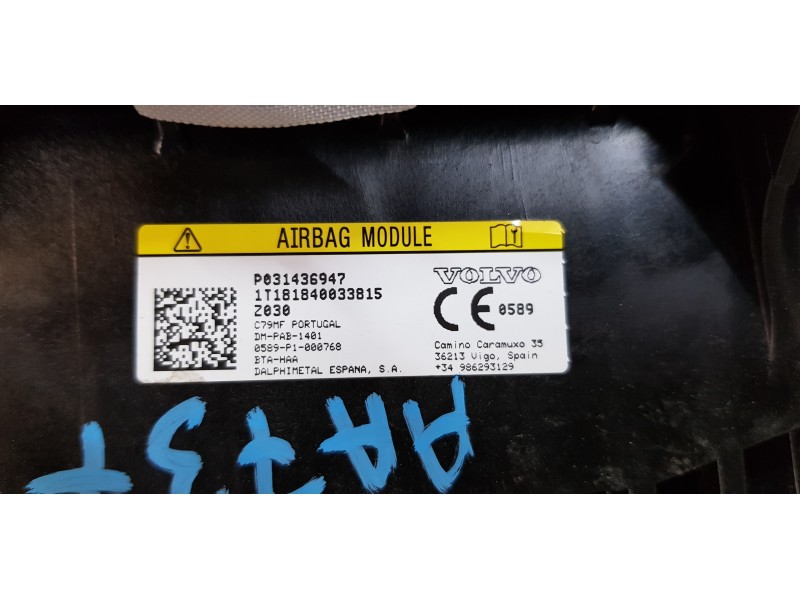 AIRBAG MODULE
P031436947
1T181840033815
Z030
C79MF PORTUGAL
DM-PAB-1401
0589-P1-000768
BTA-HAA
DALPHIMETAL ESPANA, S.A.
VOLVO
CE 0589
Camino Caramuxo 35
36213 Vigo, Spain
+34 986293129